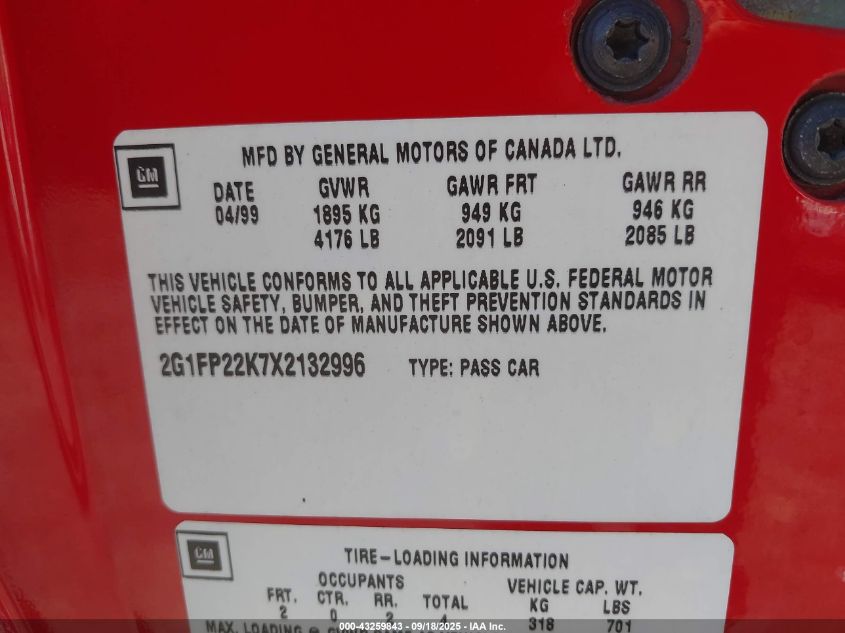 GM
MFD BY GENERAL MOTORS OF CANADA LTD.
DATE GVWR GAWR FRT GAWR RR
04/99 1895 KG 949 KG 946 KG
4176 LB 2091 LB 2085 LB
THIS VEHICLE CONFORMS TO ALL APPLICABLE U.S. FEDERAL MOTOR
VEHICLE SAFETY, BUMPER, AND THEFT PREVENTION STANDARDS IN
EFFECT ON THE DATE OF MANUFACTURE SHOWN ABOVE.
2G1FP22K7X2132996 TYPE: PASS CAR
GM
TIRE-LOADING INFORMATION
OCCUPANTS VEHICLE CAP. WT.
FRT. CTR. RR. TOTAL KG LBS
2 0 2 4 318 701
MAX. LOADING @
000-43259843 - 09/18/2025 - IAA Inc.